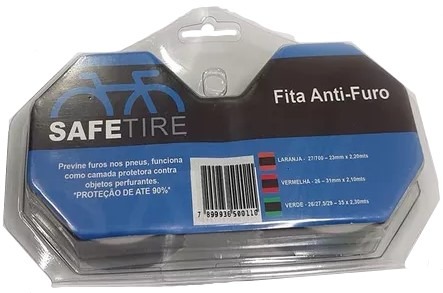 SAFETIRE
Fita Anti-Furo
Previne furos nos pneus, funciona
como camada protetora contra
objetos perfurantes.
*PROTEÇÃO DE ATÉ 90%*
LARANJA - 27/700 - 23mm x 2,20mts
VERMELHA - 26 - 31mm x 2,10mts
VERDE - 26/27,5/29 - 35 x 2,30mts
7 899936 500110